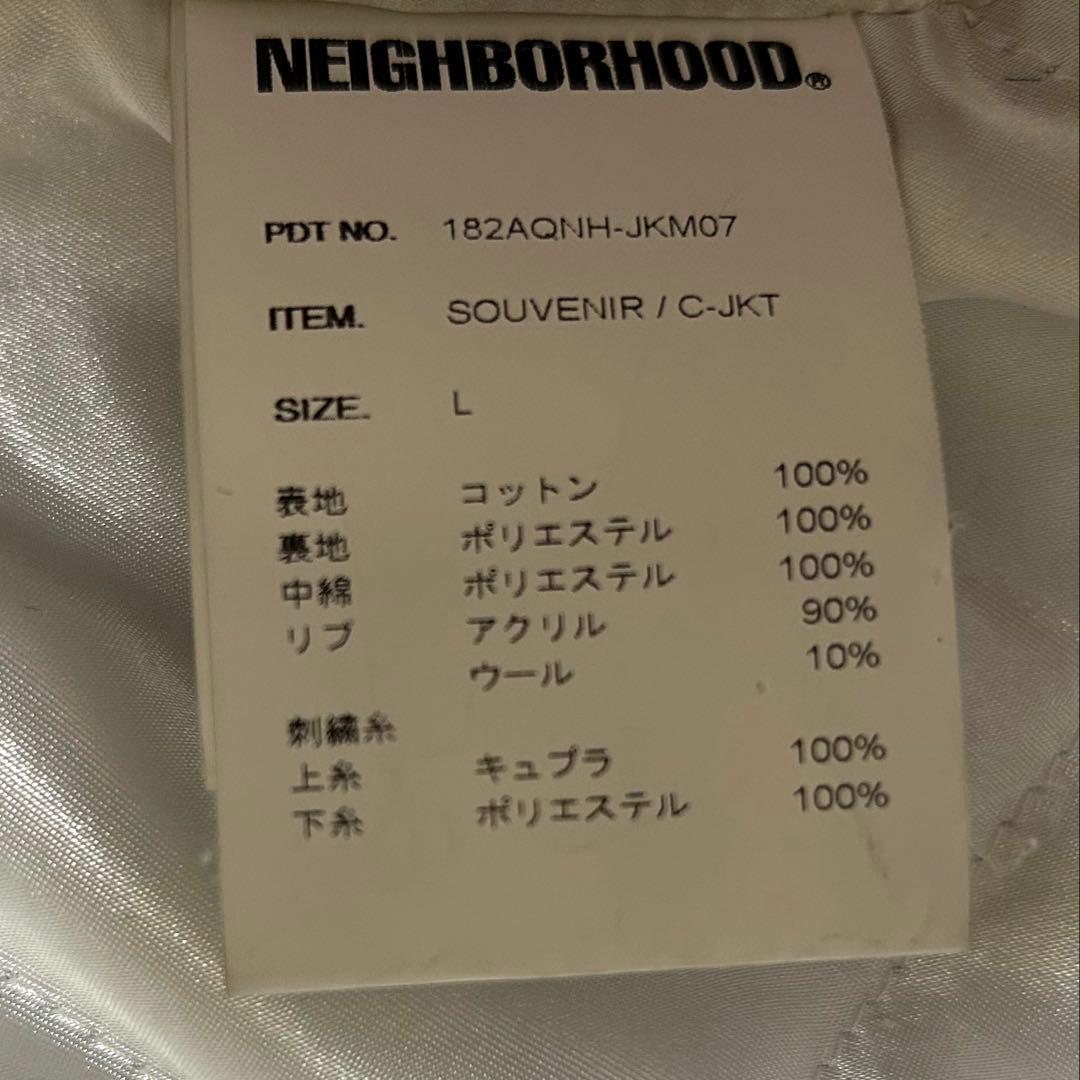 NEIGHBORHOOD®
PDT NO. 182AQNH-JKM07
ITEM. SOUVENIR / C-JKT
SIZE. L
表地 コットン 100%
裏地 ポリエステル 100%
中綿 ポリエステル 100%
リブ アクリル 90%
ウール 10%
刺繍糸
上糸 キュプラ 100%
下糸 ポリエステル 100%